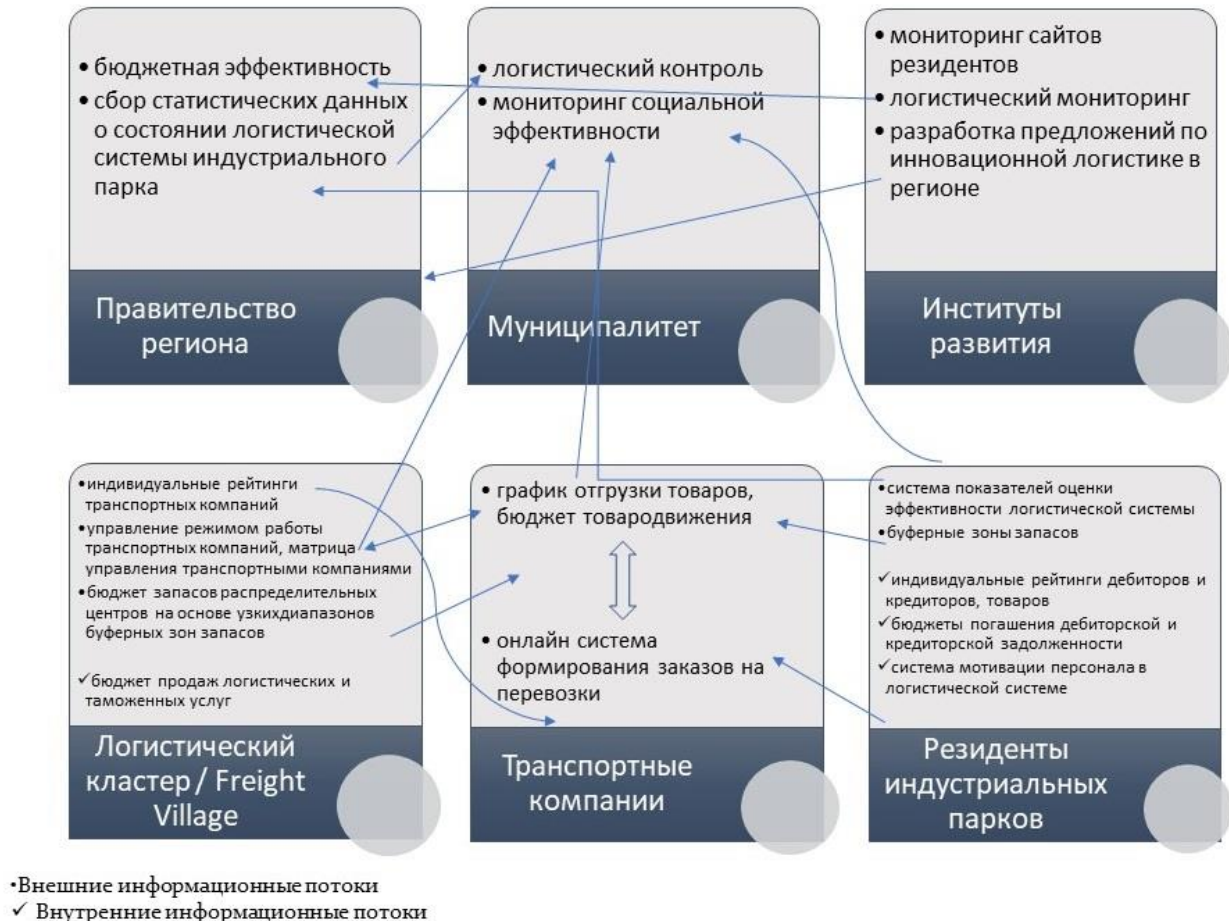 • бюджетная эффективность
• сбор статистических данных
о состоянии логистической
системы индустриального
парка
Правительство
региона
• логистический контроль
• мониторинг социальной
эффективности
Муниципалитет
• мониторинг сайтов
резидентов
• логистический мониторинг
• разработка предложений по
инновационной логистике в
регионе
Институты
развития
• индивидуальные рейтинги
транспортных компаний
• управление режимом работы
транспортных компаний, матрица
управления транспортными компаниями
• бюджет запасов распределительных
центров на основе узкихдиапазонов
буферных зон запасов
✓ бюджет продаж логистических и
таможенных услуг
Логистический
кластер / Freight
Village
• график отгрузки товаров,
бюджет товародвижения
• онлайн система
формирования заказов на
перевозки
Транспортные
компании
• система показателей оценки
эффективности логистической системы
• буферные зоны запасов
✓ индивидуальные рейтинги дебиторов и
кредиторов, товаров
✓ бюджеты погашения дебиторской и
кредиторской задолженности
✓ система мотивации персонала в
логистической системе
Резиденты
индустриальных
парков
•Внешние информационные потоки
✓ Внутренние информационные потоки